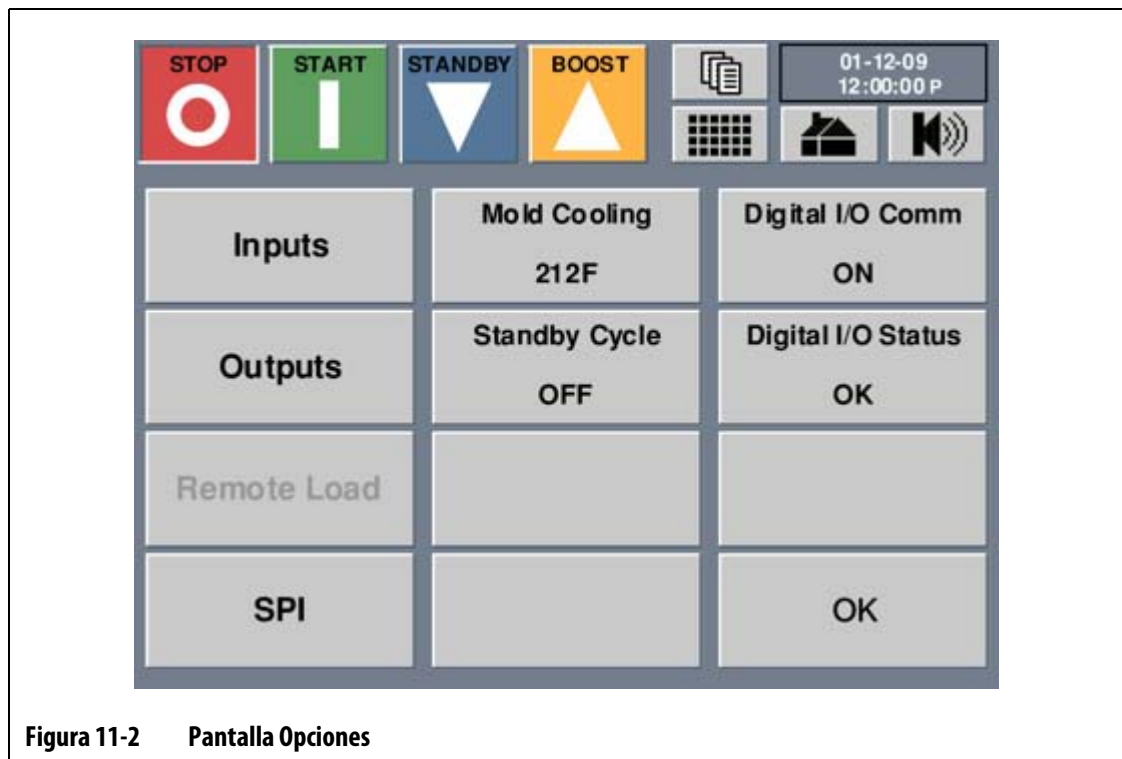 STOP
START
STANDBY
BOOST
01-12-09
12:00:00 P
Inputs
Mold Cooling
212F
Digital I/O Comm
ON
Outputs
Standby Cycle
OFF
Digital I/O Status
OK
Remote Load
SPI
OK
Figura 11-2 Pantalla Opciones